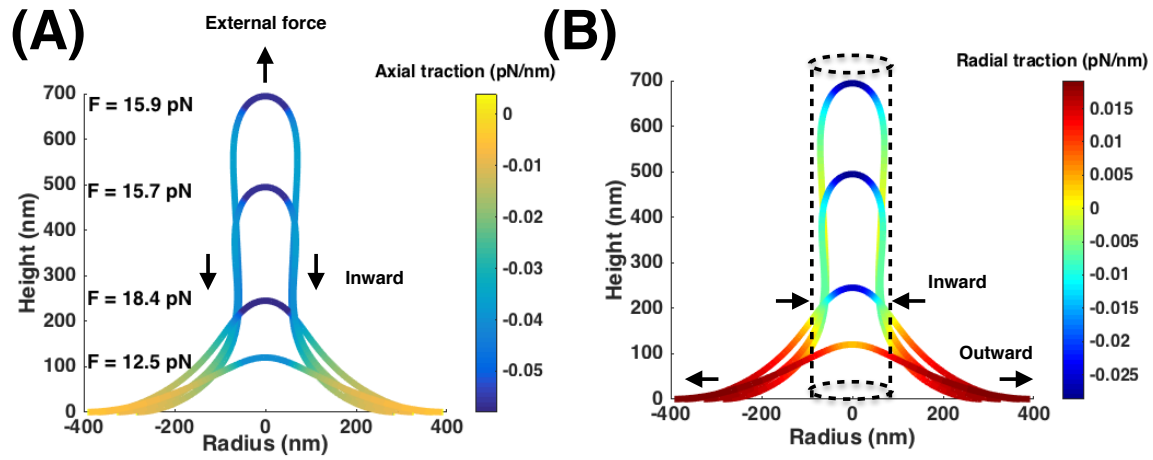 (A)
External force
Axial traction (pN/nm)
700
600
500
400
300
200
100
0
Height (nm)
F = 15.9 pN
F = 15.7 pN
F = 18.4 pN
F = 12.5 pN
Inward
-400
-200
0
200
400
Radius (nm)
0
-0.01
-0.02
-0.03
-0.04
-0.05
(B)
Radial traction (pN/nm)
700
600
500
400
300
200
100
0
Height (nm)
Inward
Outward
-400
-200
0
200
400
Radius (nm)
0.015
0.01
0.005
0
-0.005
-0.01
-0.015
-0.02
-0.025